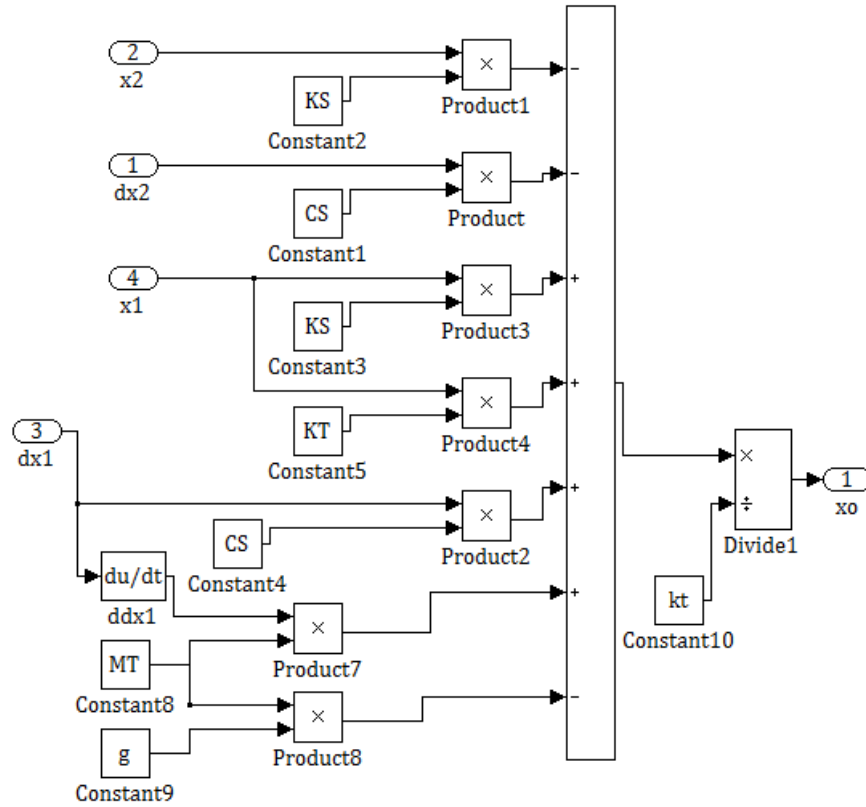 2
x2
KS
Constant2
×
Product1
−
1
dx2
CS
Constant1
×
Product
−
4
x1
KS
Constant3
×
Product3
+
KT
Constant5
×
Product4
+
3
dx1
CS
Constant4
×
Product2
+
du/dt
ddx1
MT
Constant8
×
Product7
+
g
Constant9
×
Product8
−
×
÷
Divide1
kt
Constant10
1
xo